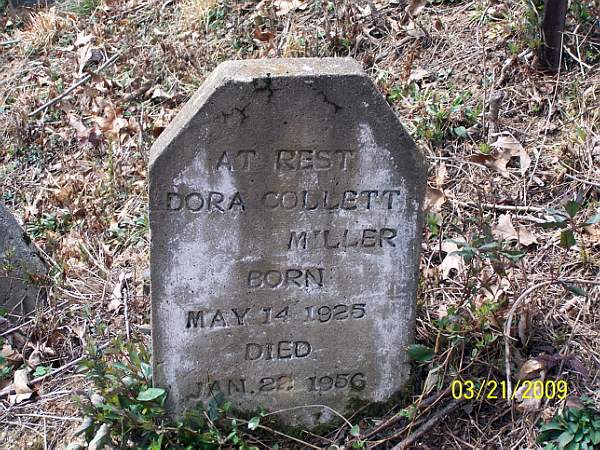 AT REST
DORA COLLETT
MILLER
BORN
MAY 14 1925
DIED
JAN. 22 1956
03/21/2009